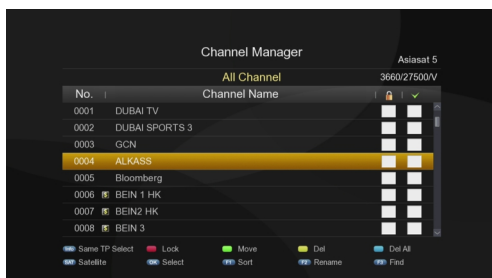 Channel Manager
Asiasat 5
All Channel 3660/27500/V
No. Channel Name
0001 DUBAI TV
0002 DUBAI SPORTS 3
0003 GCN
0004 ALKASS
0005 Bloomberg
0006 $ BEIN 1 HK
0007 $ BEIN2 HK
0008 $ BEIN 3
Same TP Select Lock Move Del Del All
SAT Satellite OK Select F1 Sort F2 Rename F3 Find